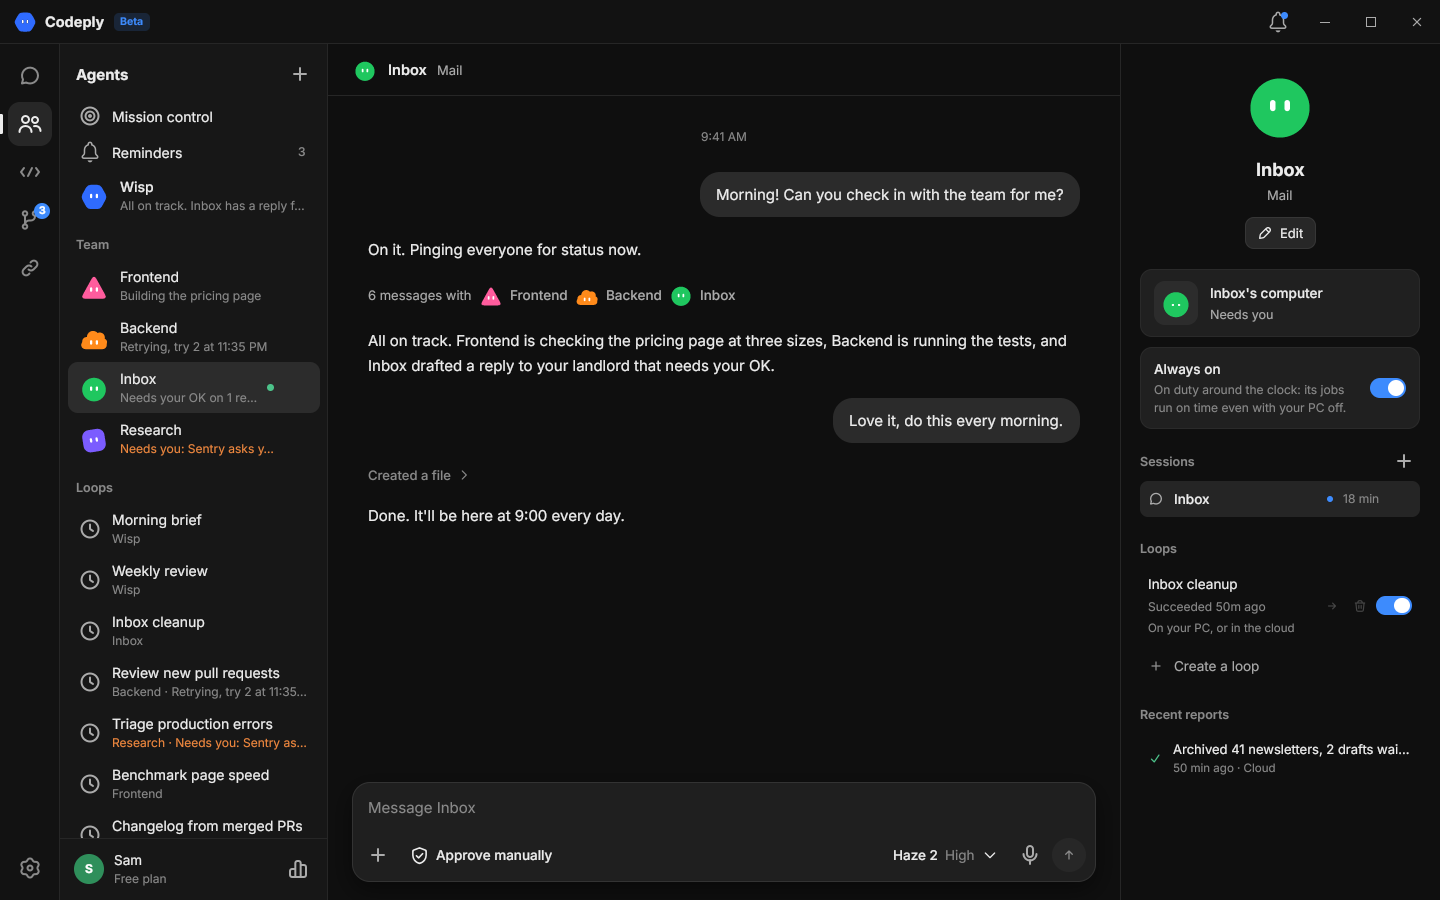 Codeply Beta
Agents
Mission control
Reminders 3
Wisp
All on track. Inbox has a reply f...
3
Team
Frontend
Building the pricing page
Backend
Retrying, try 2 at 11:35 PM
Inbox
Needs your OK on 1 re...
Research
Needs you: Sentry asks y...
Loops
Morning brief
Wisp
Weekly review
Wisp
Inbox cleanup
Inbox
Review new pull requests
Backend · Retrying, try 2 at 11:35...
Triage production errors
Research · Needs you: Sentry as...
Benchmark page speed
Frontend
Changelog from merged PRs
S
Sam
Free plan
Inbox Mail
9:41 AM
Morning! Can you check in with the team for me?
On it. Pinging everyone for status now.
6 messages with Frontend Backend Inbox
All on track. Frontend is checking the pricing page at three sizes, Backend is running the tests, and
Inbox drafted a reply to your landlord that needs your OK.
Love it, do this every morning.
Created a file
Done. It'll be here at 9:00 every day.
Message Inbox
Approve manually
Haze 2 High
Inbox
Mail
Edit
Inbox's computer
Needs you
Always on
On duty around the clock: its jobs
run on time even with your PC off.
Sessions
Inbox 18 min
Loops
Inbox cleanup
Succeeded 50m ago
On your PC, or in the cloud
Create a loop
Recent reports
Archived 41 newsletters, 2 drafts wai...
50 min ago · Cloud